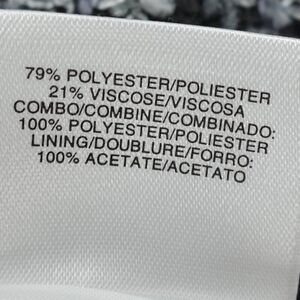 79% POLYESTER/POLIESTER
21% VISCOSE/VISCOSA
COMBO/COMBINE/COMBINADO:
100% POLYESTER/POLIESTER
LINING/DOUBLURE/FORRO:
100% ACETATE/ACETATO